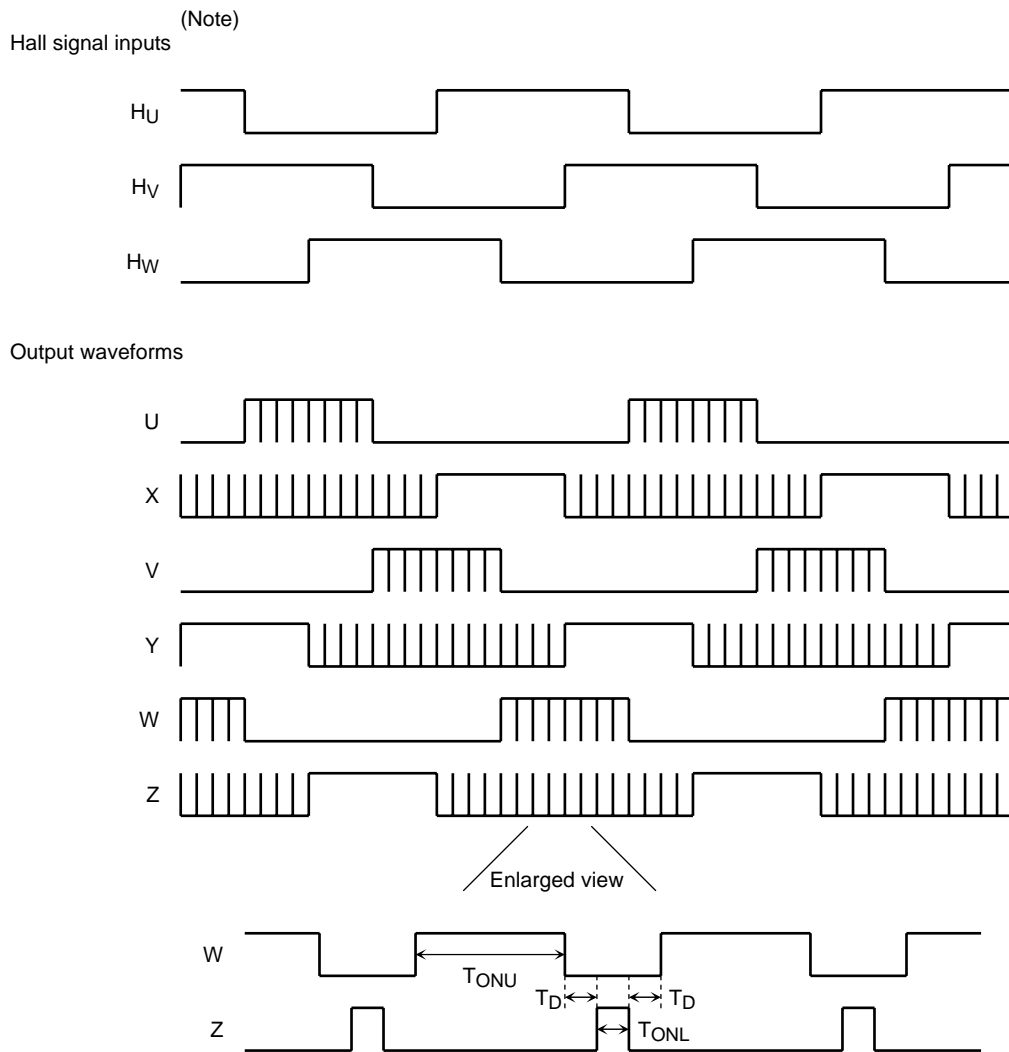 (Note)
Hall signal inputs
HU
HV
HW
Output waveforms
U
X
V
Y
W
Z
Enlarged view
W
TONU
TD
TD
Z
TONL